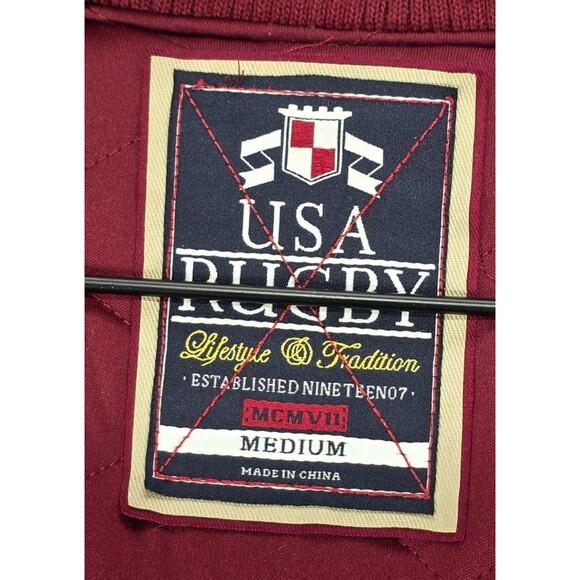 USA
RUGBY
Lifestyle & Tradition
· ESTABLISHED NINETEEN07 ·
MCMVII
MEDIUM
MADE IN CHINA